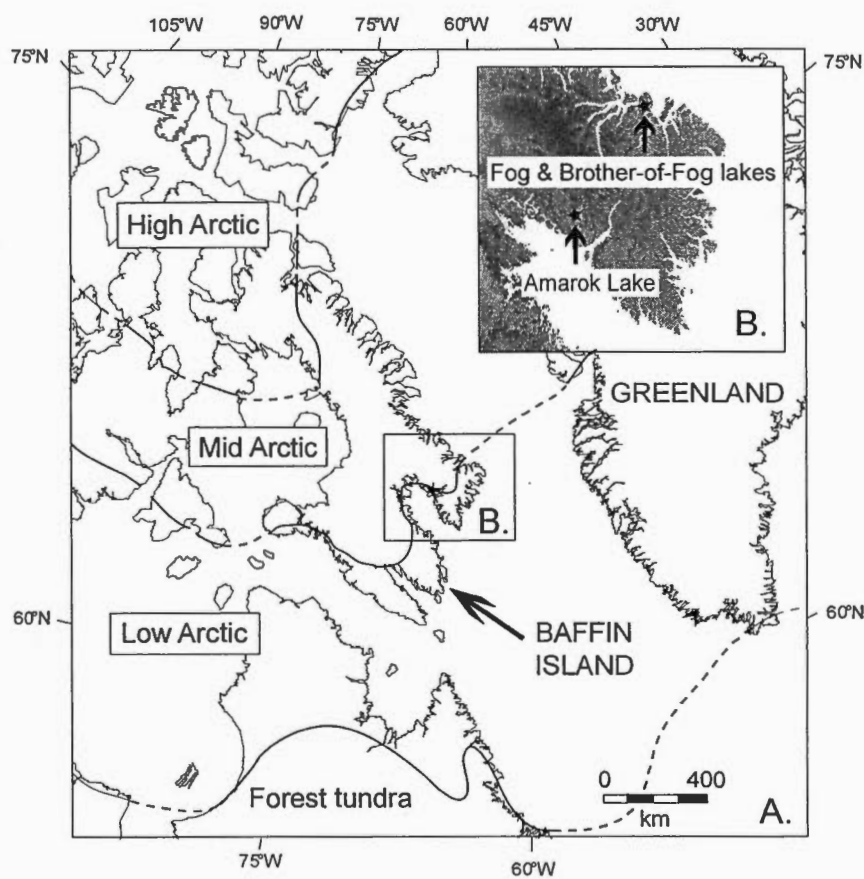 105°W 90°W 75°W 60°W 45°W 30°W
75°N
75°N
Fog & Brother-of-Fog lakes
High Arctic
Amarok Lake
B.
GREENLAND
Mid Arctic
B.
60°N
60°N
Low Arctic
BAFFIN
ISLAND
0 400
km
Forest tundra
A.
75°W
60°W